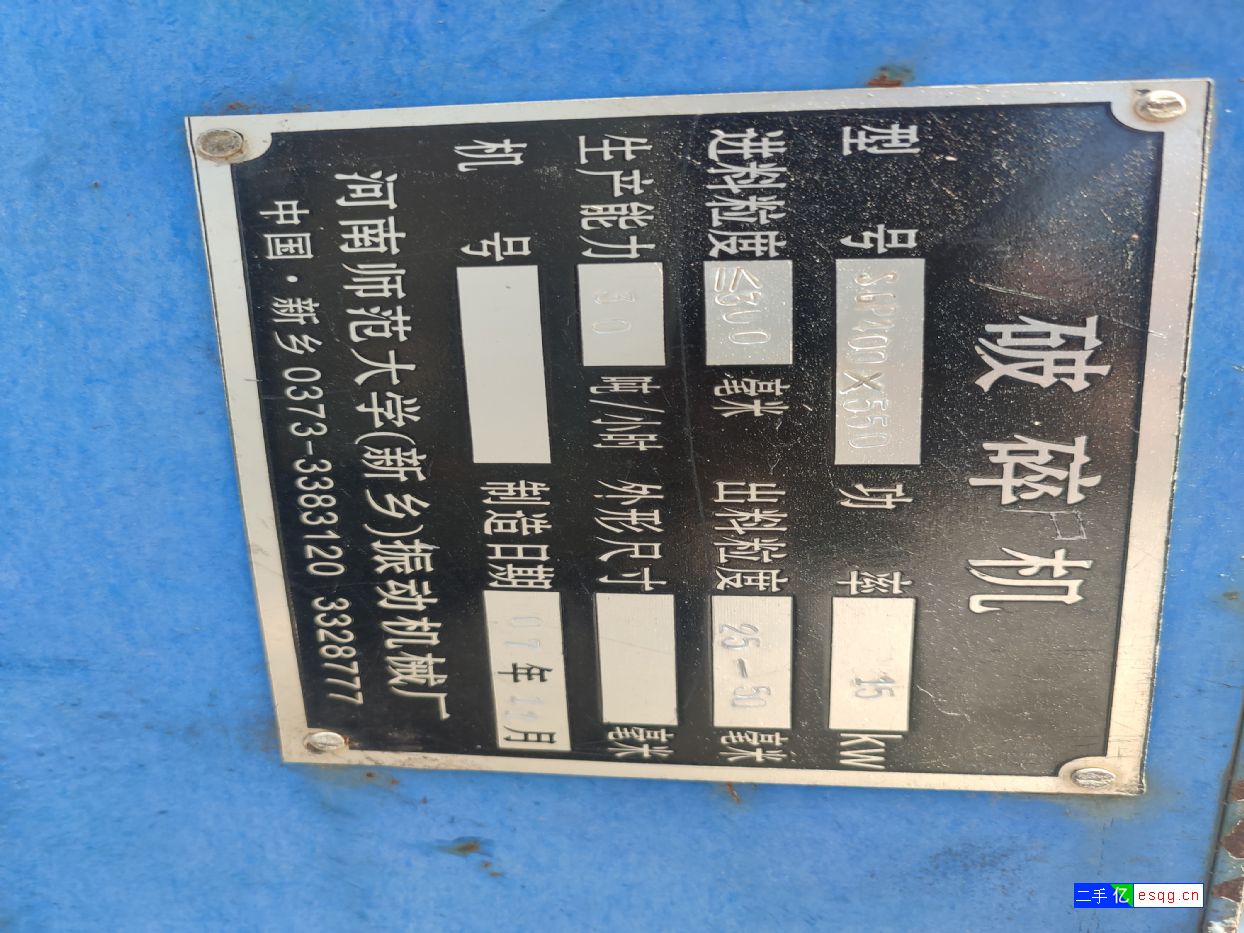 破碎机
型号 SGP400×550 功率 15 KW
进料粒度 ≤300 毫米 出料粒度 25-50 毫米
生产能力 30 吨/小时 外形尺寸 毫米
机号 制造日期 07年11月
河南师范大学(新乡)振动机械厂
中国·新乡 0373-3383120 3328777
二手亿 esqg.cn